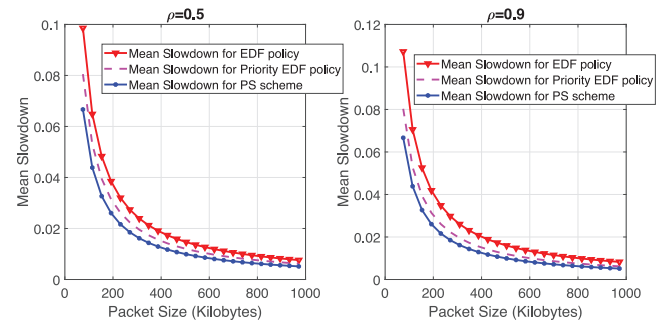 ρ=0.5
Mean Slowdown
0.1
0.08
0.06
0.04
0.02
0
Mean Slowdown for EDF policy
Mean Slowdown for Priority EDF policy
Mean Slowdown for PS scheme
0 200 400 600 800 1000
Packet Size (Kilobytes)
ρ=0.9
Mean Slowdown
0.12
0.1
0.08
0.06
0.04
0.02
0
Mean Slowdown for EDF policy
Mean Slowdown for Priority EDF policy
Mean Slowdown for PS scheme
0 200 400 600 800 1000
Packet Size (Kilobytes)